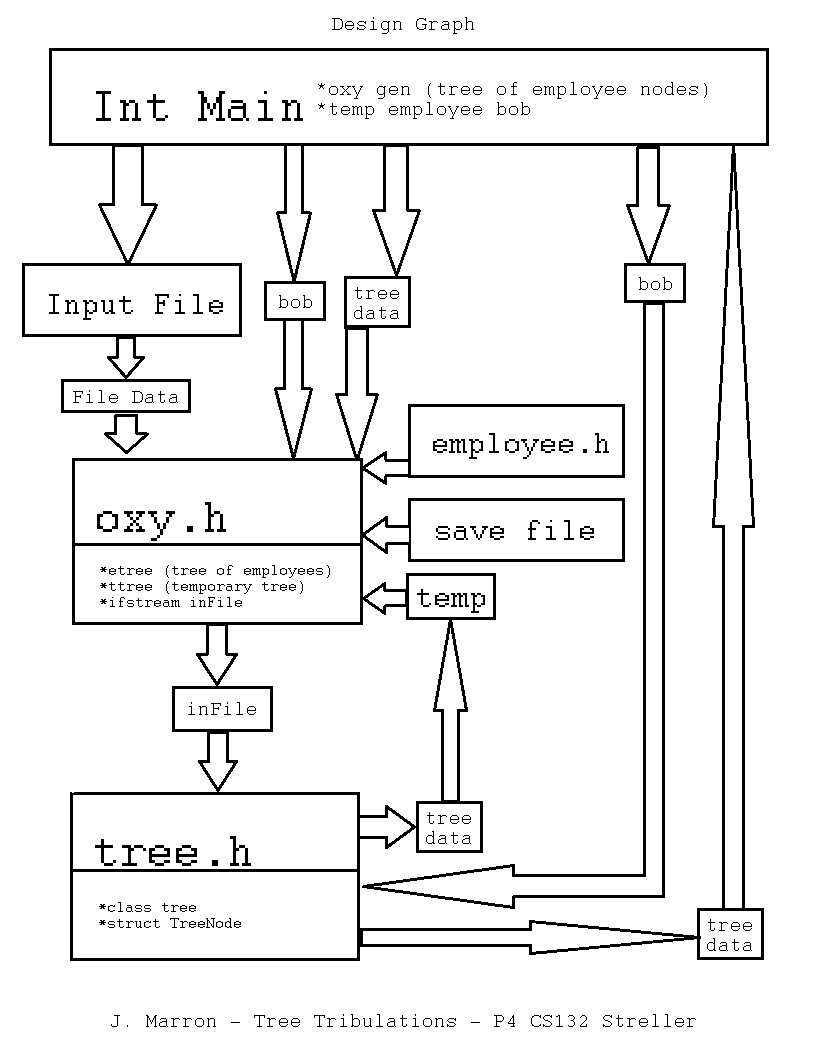 Design Graph
Int Main
*oxy gen (tree of employee nodes)
*temp employee bob
Input File
bob
tree
data
bob
File Data
employee.h
oxy.h
save file
*etree (tree of employees)
*ttree (temporary tree)
*ifstream inFile
temp
inFile
tree
data
tree.h
*class tree
*struct TreeNode
tree
data
J. Marron - Tree Tribulations - P4 CS132 Streller